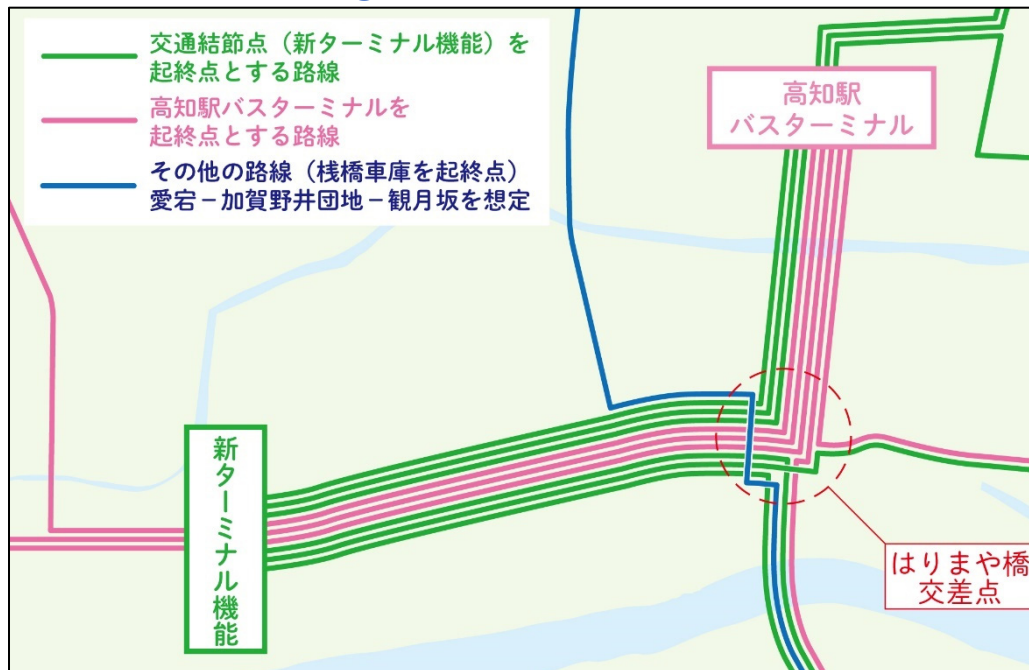 交通結節点（新ターミナル機能）を
起終点とする路線
高知駅バスターミナルを
起終点とする路線
その他の路線（桟橋車庫を起終点）
愛宕－加賀野井団地－観月坂を想定
高知駅
バスターミナル
新ターミナル機能
はりまや橋
交差点